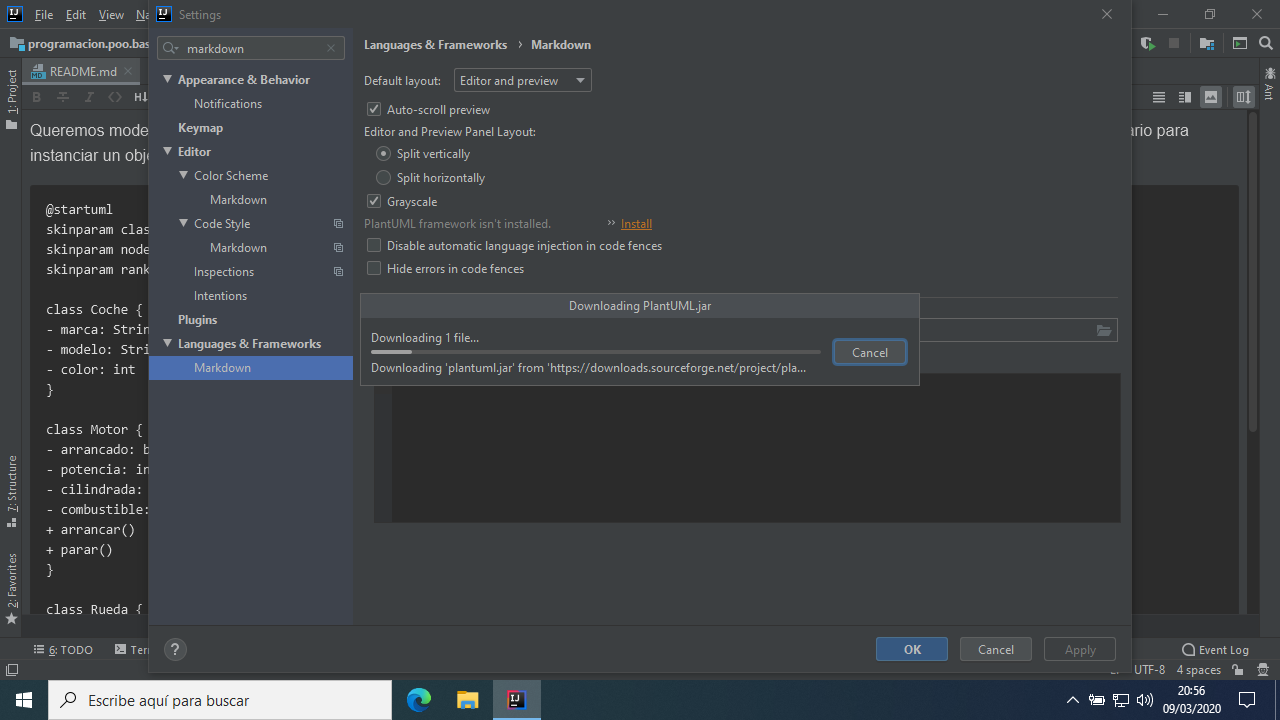 File Edit View Na
Settings
programacion.poo.bas
markdown
Languages & Frameworks › Markdown
README.md
Appearance & Behavior
Notifications
Keymap
Editor
Color Scheme
Markdown
Code Style
Markdown
Inspections
Intentions
Plugins
Languages & Frameworks
Markdown
Default layout: Editor and preview
Auto-scroll preview
Editor and Preview Panel Layout:
Split vertically
Split horizontally
Grayscale
PlantUML framework isn't installed. Install
Disable automatic language injection in code fences
Hide errors in code fences
Downloading PlantUML.jar
Downloading 1 file...
Cancel
Downloading 'plantuml.jar' from 'https://downloads.sourceforge.net/project/pla...
Queremos mode
ario para
instanciar un obje
@startuml
skinparam clas
skinparam node
skinparam rank
class Coche {
- marca: Strin
- modelo: Stri
- color: int
}
class Motor {
- arrancado: b
- potencia: in
- cilindrada:
- combustible:
+ arrancar()
+ parar()
}
class Rueda {
1: Project
7: Structure
2: Favorites
Ant
OK Cancel Apply
?
6: TODO Terr
Event Log
UTF-8 4 spaces
Escribe aquí para buscar
20:56
09/03/2020